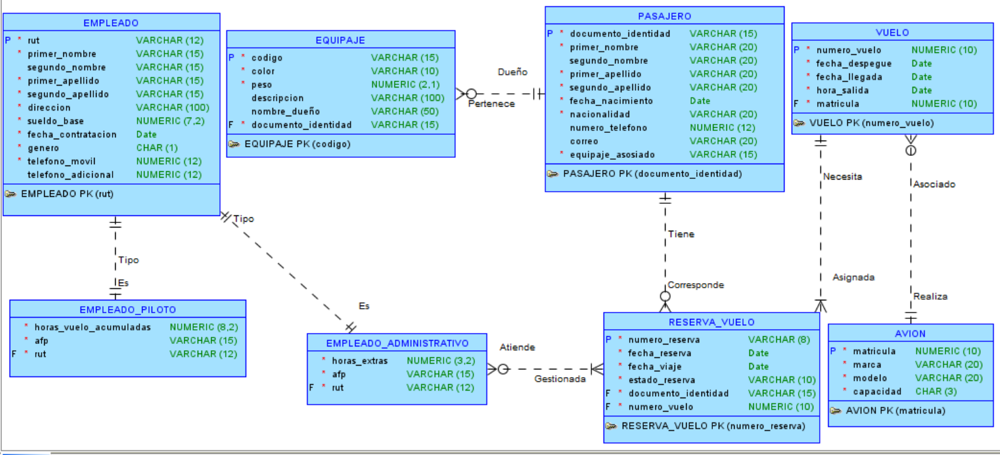 EMPLEADO
P * rut VARCHAR (12)
* primer_nombre VARCHAR (15)
segundo_nombre VARCHAR (15)
* primer_apellido VARCHAR (15)
* segundo_apellido VARCHAR (15)
* direccion VARCHAR (100)
* sueldo_base NUMERIC (7,2)
* fecha_contratacion Date
* genero CHAR (1)
* telefono_movil NUMERIC (12)
telefono_adicional NUMERIC (12)
EMPLEADO PK (rut)
EQUIPAJE
P * codigo VARCHAR (15)
* color VARCHAR (10)
* peso NUMERIC (2,1)
descripcion VARCHAR (100)
nombre_dueño VARCHAR (50)
F * documento_identidad VARCHAR (15)
EQUIPAJE PK (codigo)
Dueño
Pertenece
PASAJERO
P * documento_identidad VARCHAR (15)
* primer_nombre VARCHAR (20)
segundo_nombre VARCHAR (20)
* primer_apellido VARCHAR (20)
* segundo_apellido VARCHAR (20)
* fecha_nacimiento Date
* nacionalidad VARCHAR (20)
numero_telefono NUMERIC (12)
correo VARCHAR (20)
* equipaje_asosiado VARCHAR (15)
PASAJERO PK (documento_identidad)
VUELO
P * numero_vuelo NUMERIC (10)
* fecha_despegue Date
* fecha_llegada Date
* hora_salida Date
F * matricula NUMERIC (10)
VUELO PK (numero_vuelo)
Necesita
Asociado
Tipo
Tiene
Tipo
Es
Corresponde
Asignada
Realiza
Es
EMPLEADO_PILOTO
* horas_vuelo_acumuladas NUMERIC (8,2)
* afp VARCHAR (15)
F * rut VARCHAR (12)
EMPLEADO_ADMINISTRATIVO
* horas_extras NUMERIC (3,2)
* afp VARCHAR (15)
F * rut VARCHAR (12)
Atiende
Gestionada
RESERVA_VUELO
P * numero_reserva VARCHAR (8)
* fecha_reserva Date
* fecha_viaje Date
* estado_reserva VARCHAR (10)
F * documento_identidad VARCHAR (15)
F * numero_vuelo NUMERIC (10)
RESERVA_VUELO PK (numero_reserva)
AVION
P * matricula NUMERIC (10)
* marca VARCHAR (20)
* modelo VARCHAR (20)
* capacidad CHAR (3)
AVION PK (matricula)